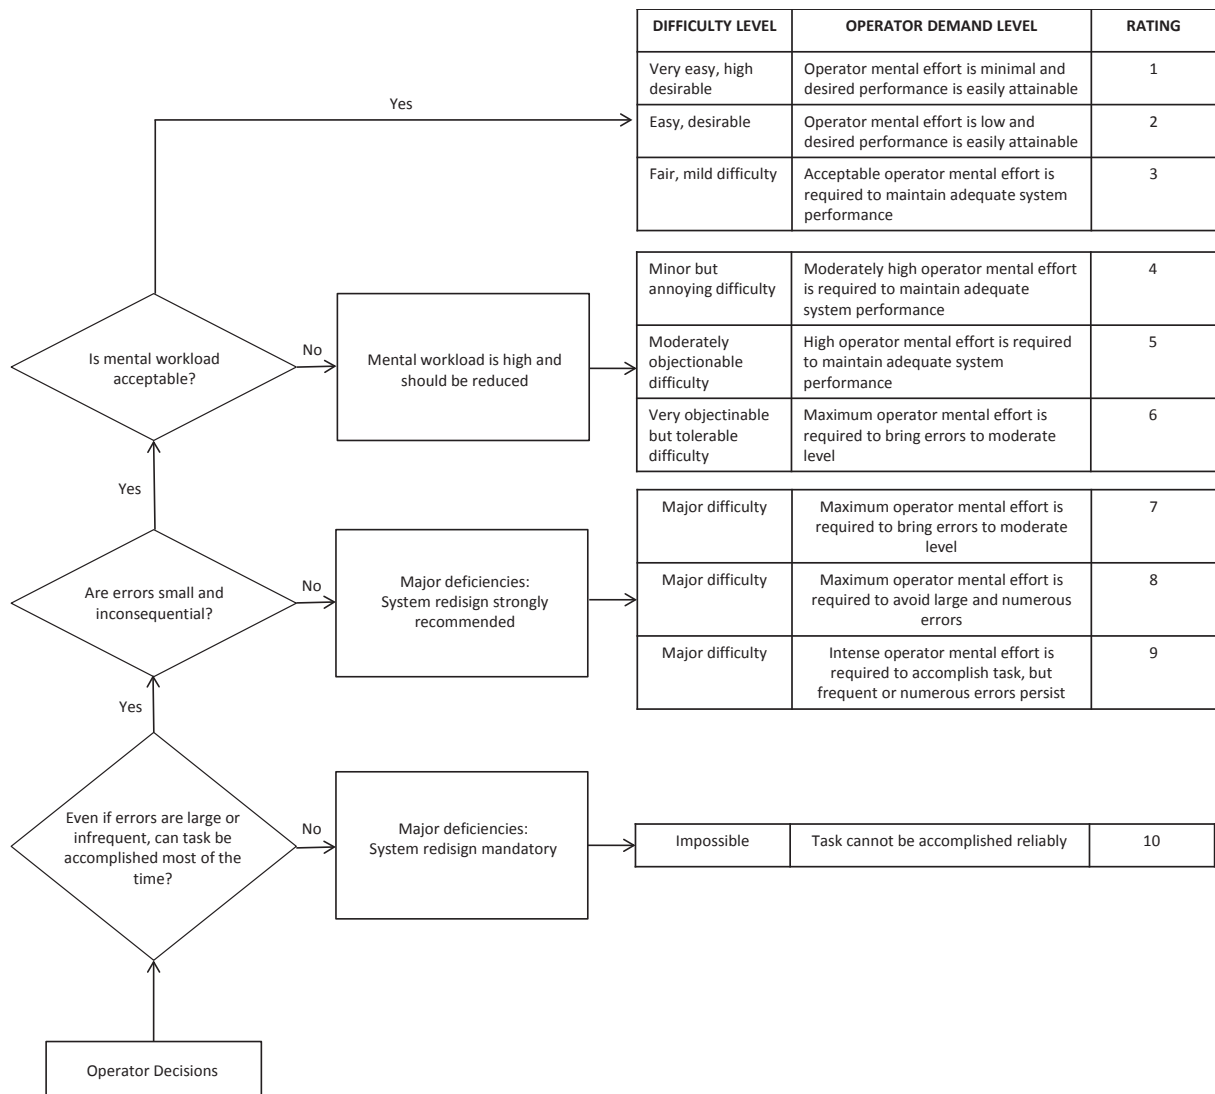 DIFFICULTY LEVEL
OPERATOR DEMAND LEVEL
RATING
Very easy, high
desirable
Operator mental effort is minimal and
desired performance is easily attainable
1
Easy, desirable
Operator mental effort is low and
desired performance is easily attainable
2
Fair, mild difficulty
Acceptable operator mental effort is
required to maintain adequate system
performance
3
Yes
Is mental workload
acceptable?
No
Mental workload is high and
should be reduced
Minor but
annoying difficulty
Moderately high operator mental effort
is required to maintain adequate
system performance
4
Moderately
objectionable
difficulty
High operator mental effort is required
to maintain adequate system
performance
5
Very objectinable
but tolerable
difficulty
Maximum operator mental effort is
required to bring errors to moderate
level
6
Yes
Are errors small and
inconsequential?
No
Major deficiencies:
System redisign strongly
recommended
Major difficulty
Maximum operator mental effort is
required to bring errors to moderate
level
7
Major difficulty
Maximum operator mental effort is
required to avoid large and numerous
errors
8
Major difficulty
Intense operator mental effort is
required to accomplish task, but
frequent or numerous errors persist
9
Yes
Even if errors are large or
infrequent, can task be
accomplished most of the
time?
No
Major deficiencies:
System redisign mandatory
Impossible
Task cannot be accomplished reliably
10
Operator Decisions